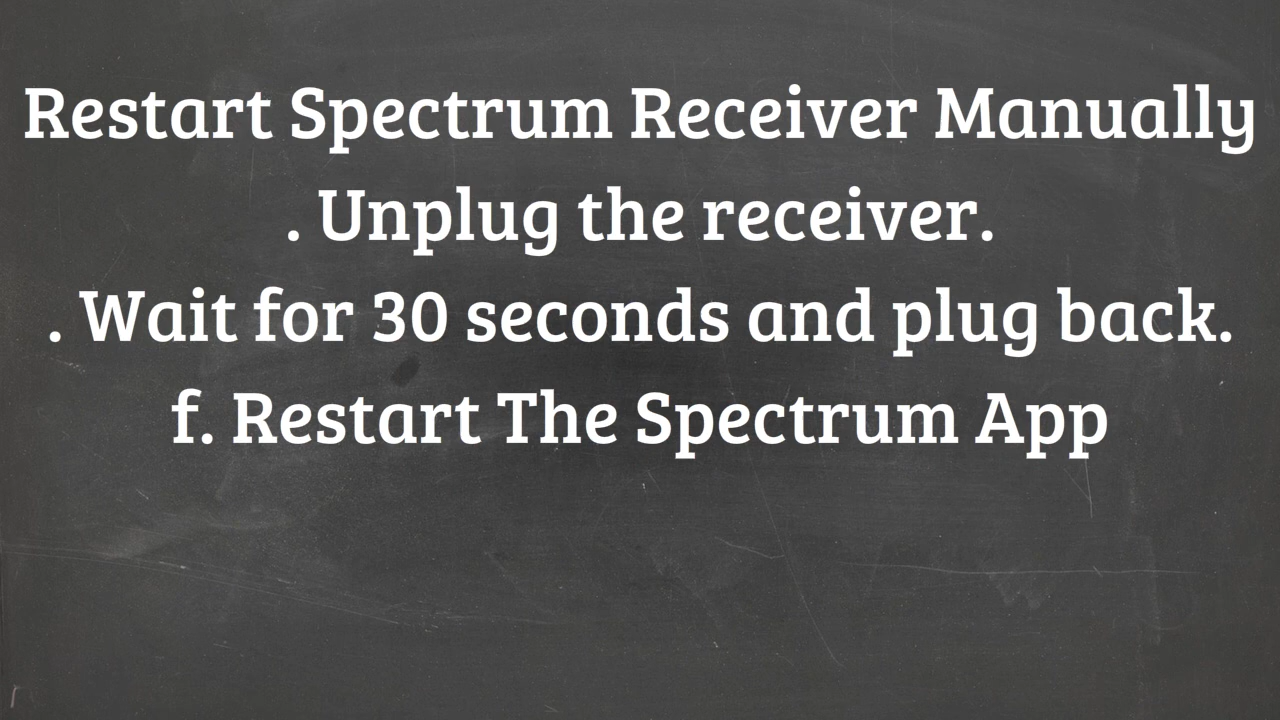 Restart Spectrum Receiver Manually
. Unplug the receiver.
. Wait for 30 seconds and plug back.
f. Restart The Spectrum App